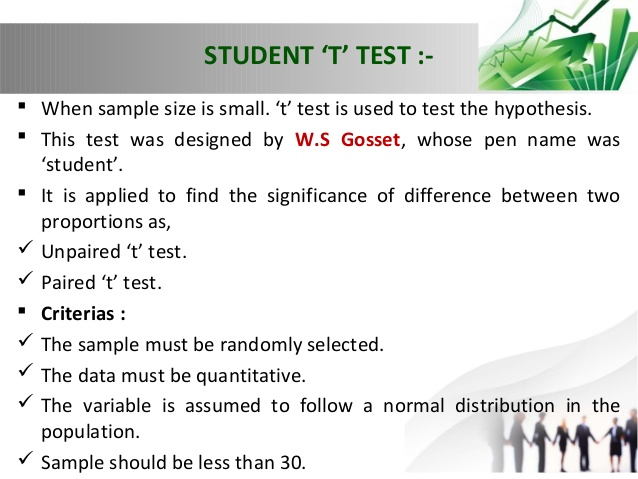 STUDENT ‘T’ TEST :-
▪ When sample size is small. ‘t’ test is used to test the hypothesis.
▪ This test was designed by W.S Gosset, whose pen name was
‘student’.
▪ It is applied to find the significance of difference between two
proportions as,
✓ Unpaired ‘t’ test.
✓ Paired ‘t’ test.
▪ Criterias :
✓ The sample must be randomly selected.
✓ The data must be quantitative.
✓ The variable is assumed to follow a normal distribution in the
population.
✓ Sample should be less than 30.